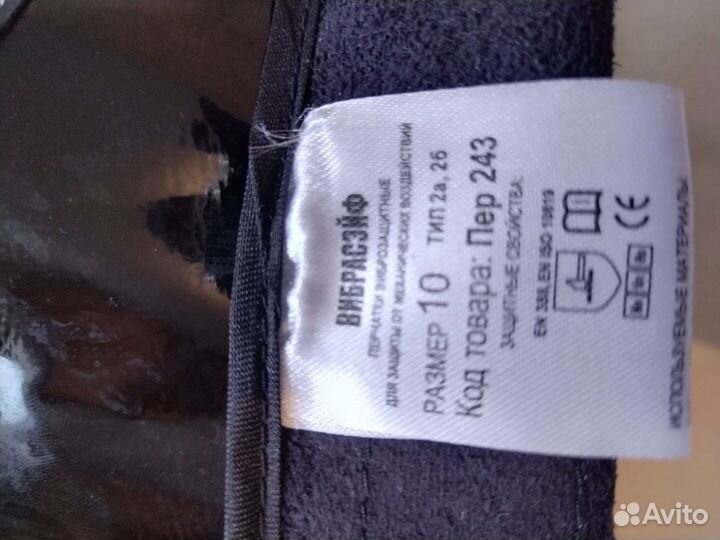 ВИБРАСЭЙФ
ПЕРЧАТКИ ВИБРОЗАЩИТНЫЕ
ДЛЯ ЗАЩИТЫ ОТ МЕХАНИЧЕСКИХ ВОЗДЕЙСТВИЙ
РАЗМЕР 10 ТИП 2а, 2б
Код товара: Пер 243
ЗАЩИТНЫЕ СВОЙСТВА:
EN 388, EN ISO 10819
CE
ИСПОЛЬЗУЕМЫЕ МАТЕРИАЛЫ:
Avito